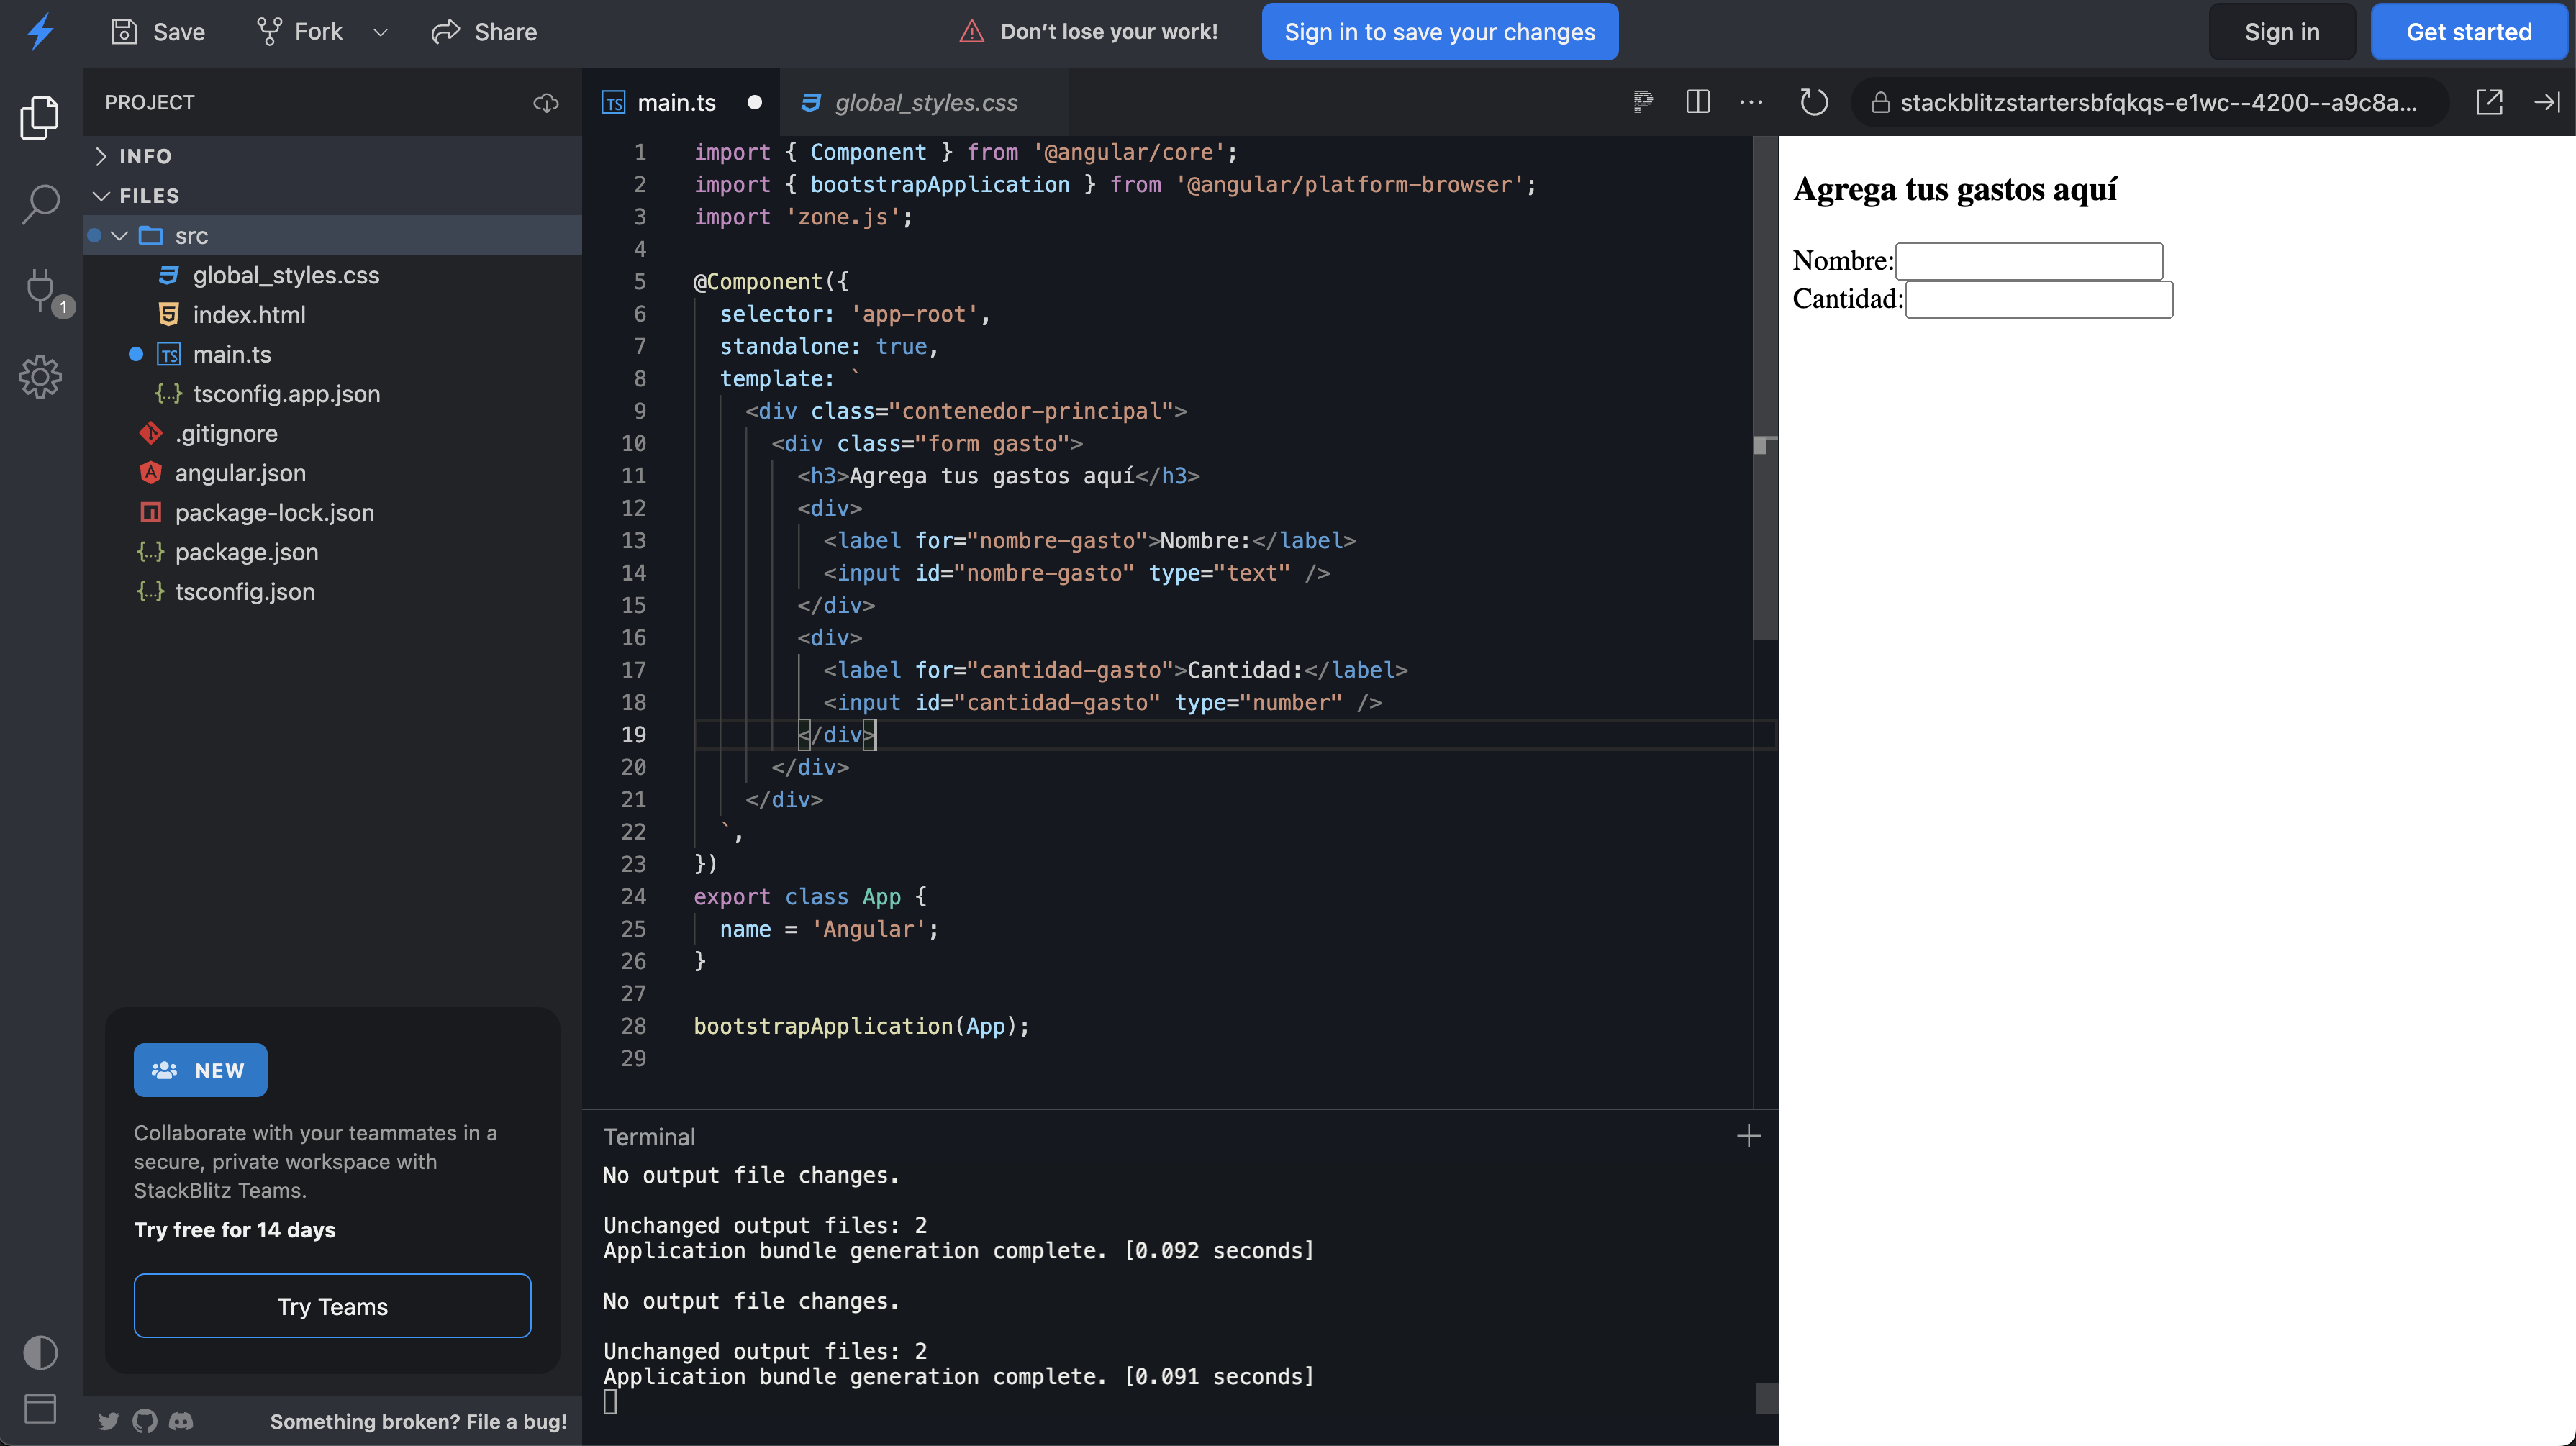 Save
Fork
Share
Don’t lose your work!
Sign in to save your changes
Sign in
Get started
PROJECT
INFO
FILES
src
global_styles.css
index.html
TS main.ts
{..} tsconfig.app.json
.gitignore
angular.json
package-lock.json
{..} package.json
{..} tsconfig.json
1
NEW
Collaborate with your teammates in a
secure, private workspace with
StackBlitz Teams.
Try free for 14 days
Try Teams
Something broken? File a bug!
TS main.ts
global_styles.css
1 import { Component } from '@angular/core';
2 import { bootstrapApplication } from '@angular/platform-browser';
3 import 'zone.js';
4
5 @Component({
6 selector: 'app-root',
7 standalone: true,
8 template: `
9 <div class="contenedor-principal">
10 <div class="form gasto">
11 <h3>Agrega tus gastos aquí</h3>
12 <div>
13 <label for="nombre-gasto">Nombre:</label>
14 <input id="nombre-gasto" type="text" />
15 </div>
16 <div>
17 <label for="cantidad-gasto">Cantidad:</label>
18 <input id="cantidad-gasto" type="number" />
19 </div>
20 </div>
21 </div>
22 `,
23 })
24 export class App {
25 name = 'Angular';
26 }
27
28 bootstrapApplication(App);
29
Terminal
No output file changes.
Unchanged output files: 2
Application bundle generation complete. [0.092 seconds]
No output file changes.
Unchanged output files: 2
Application bundle generation complete. [0.091 seconds]
stackblitzstartersbfqkqs-e1wc--4200--a9c8a...
Agrega tus gastos aquí
Nombre:
Cantidad: